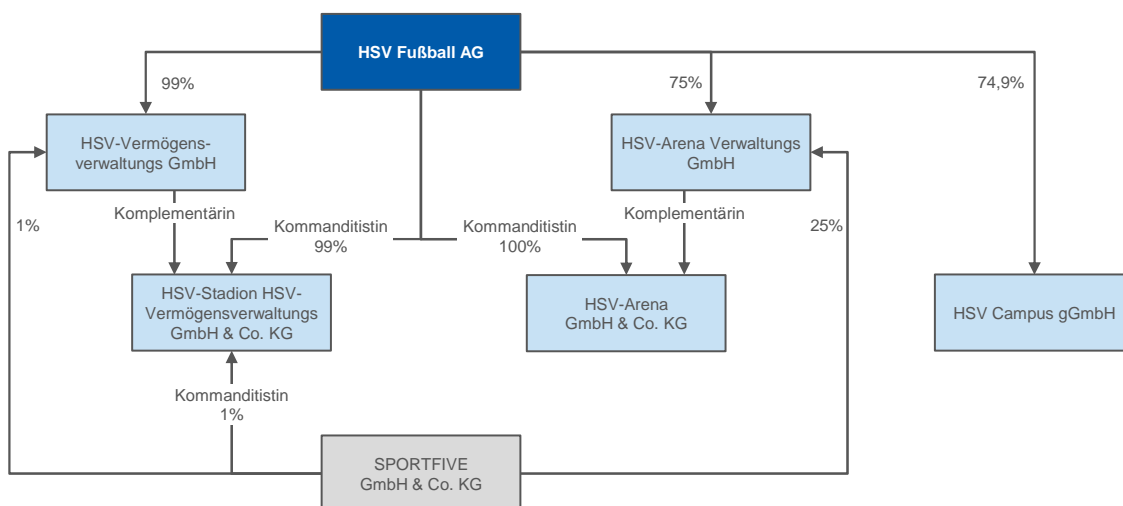 HSV Fußball AG
99%
75%
74,9%
HSV-Vermögens-
verwaltungs GmbH
HSV-Arena Verwaltungs
GmbH
1%
Komplementärin
Kommanditistin
99%
Kommanditistin
100%
Komplementärin
25%
HSV-Stadion HSV-
Vermögensverwaltungs
GmbH & Co. KG
HSV-Arena
GmbH & Co. KG
HSV Campus gGmbH
Kommanditistin
1%
SPORTFIVE
GmbH & Co. KG